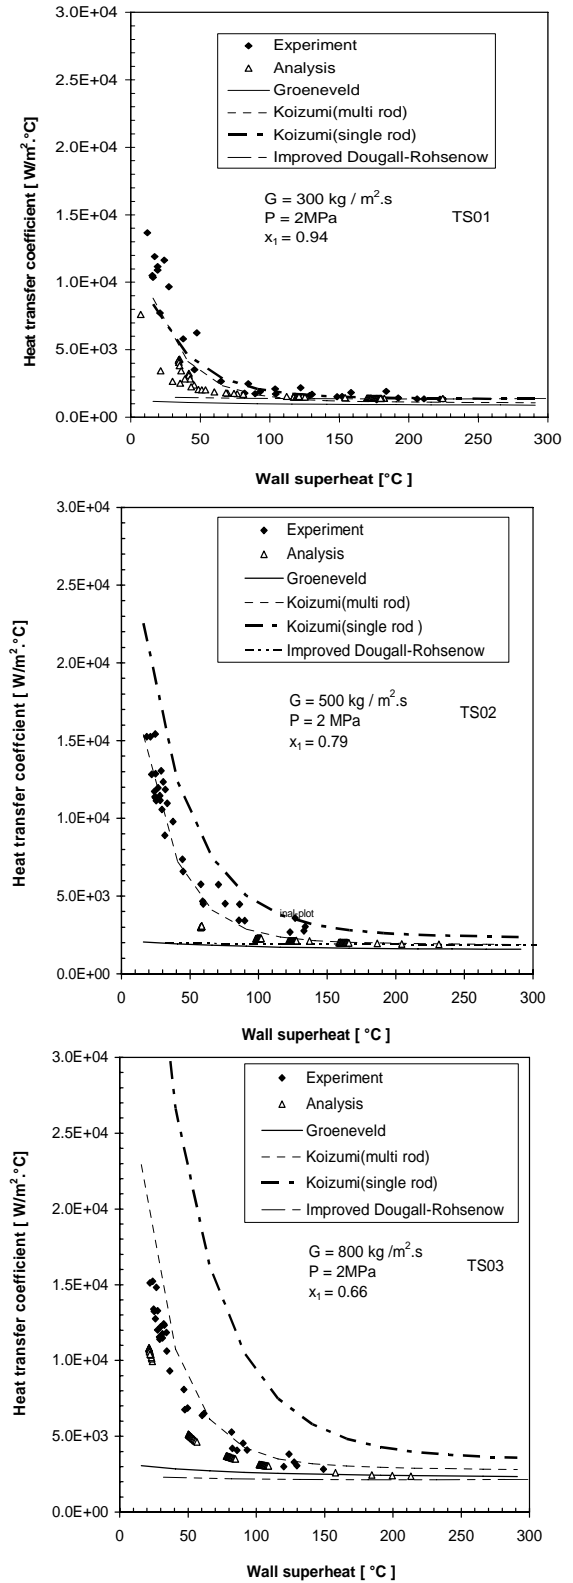 3.0E+04
Experiment
Analysis
2.5E+04
Groeneveld
Koizumi(multi rod)
Koizumi(single rod)
2.0E+04
Improved Dougall-Rohsenow
G = 300 kg / m².s
P = 2MPa
x₁ = 0.94
TS01
1.5E+04
1.0E+04
5.0E+03
0.0E+00
Heat transfer coefficient [ W/m².°C]
0 50 100 150 200 250 300
Wall superheat [°C ]
3.0E+04
Experiment
Analysis
2.5E+04
Groeneveld
Koizumi(multi rod)
Koizumi(single rod )
2.0E+04
Improved Dougall-Rohsenow
G = 500 kg / m².s
P = 2 MPa
x₁ = 0.79
TS02
1.5E+04
1.0E+04
5.0E+03
0.0E+00
Heat transfer coeffcient [ W/m².°C]
0 50 100 150 200 250 300
Wall superheat [ °C ]
3.0E+04
Experiment
Analysis
2.5E+04
Groeneveld
Koizumi(multi rod)
Koizumi(single rod)
2.0E+04
Improved Dougall-Rohsenow
G = 800 kg /m².s
P = 2MPa
x₁ = 0.66
TS03
1.5E+04
1.0E+04
5.0E+03
0.0E+00
Heat transfer coefficient [ W/m².°C]
0 50 100 150 200 250 300
Wall superheat [ °C ]